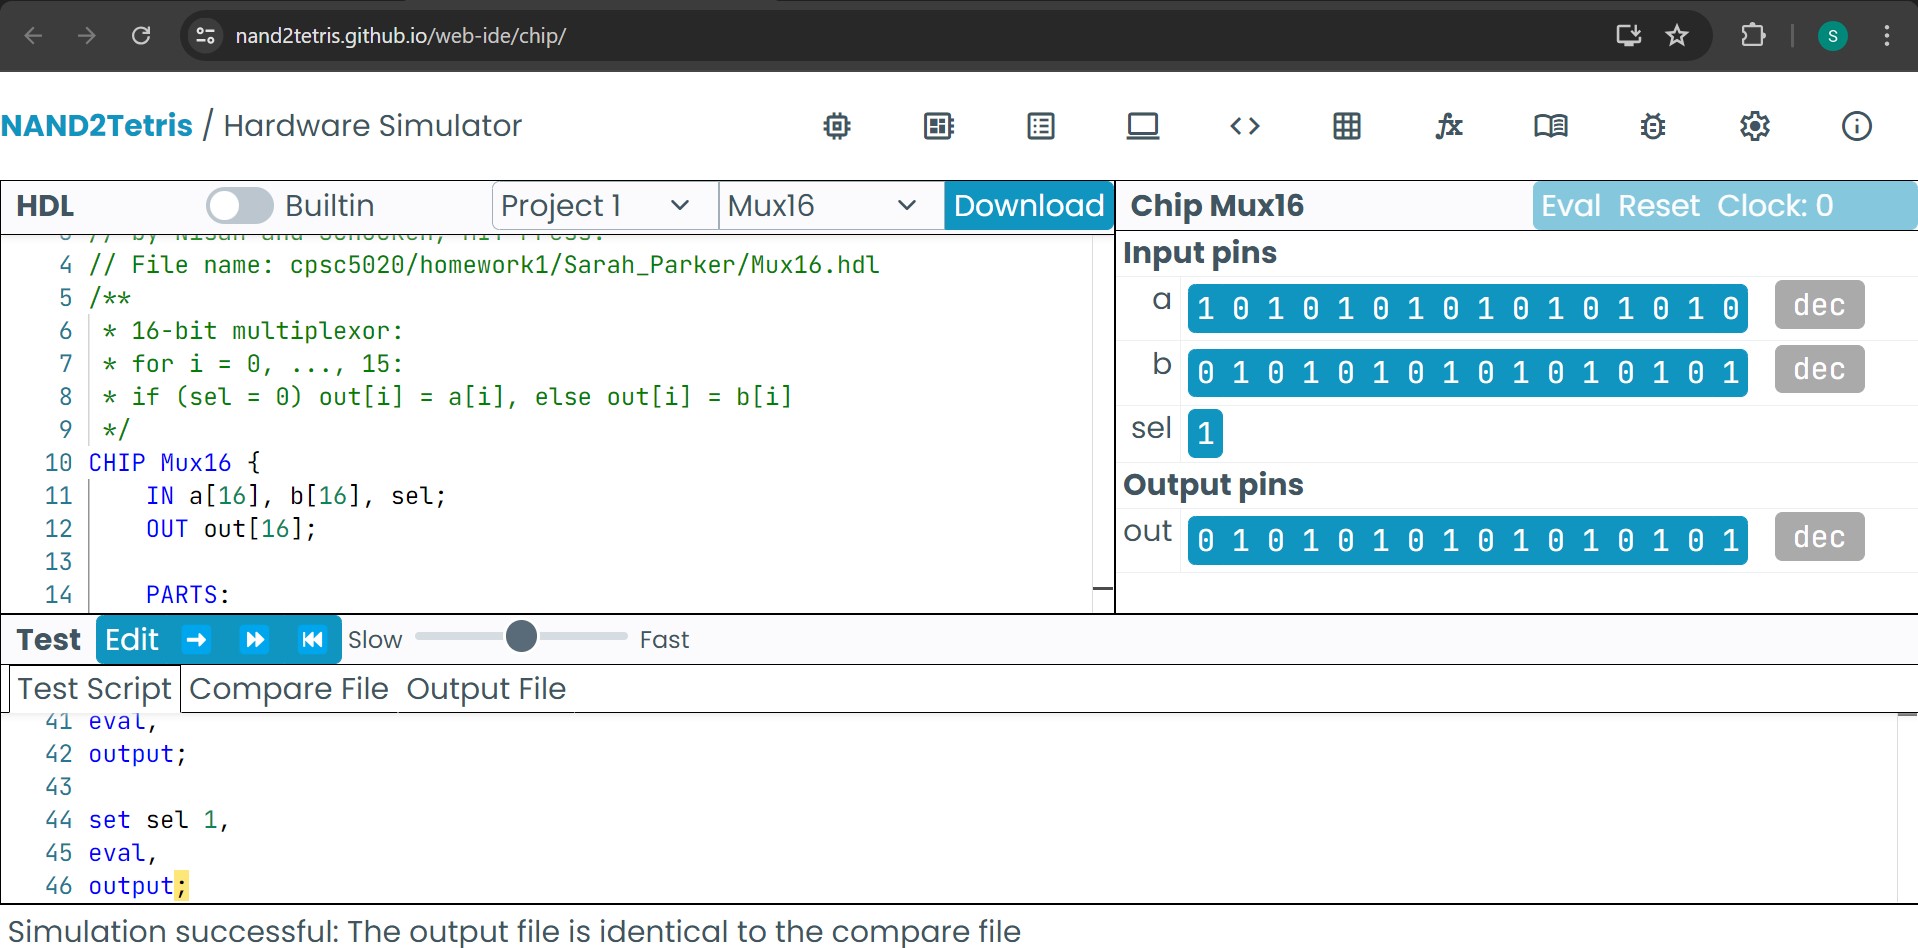 nand2tetris.github.io/web-ide/chip/
S
NAND2Tetris / Hardware Simulator
HDL Builtin Project 1 Mux16 Download
4 // File name: cpsc5020/homework1/Sarah_Parker/Mux16.hdl
5 /**
6 * 16-bit multiplexor:
7 * for i = 0, ..., 15:
8 * if (sel = 0) out[i] = a[i], else out[i] = b[i]
9 */
10 CHIP Mux16 {
11 IN a[16], b[16], sel;
12 OUT out[16];
13
14 PARTS:
Chip Mux16 Eval Reset Clock: 0
Input pins
a 1 0 1 0 1 0 1 0 1 0 1 0 1 0 1 0 dec
b 0 1 0 1 0 1 0 1 0 1 0 1 0 1 0 1 dec
sel 1
Output pins
out 0 1 0 1 0 1 0 1 0 1 0 1 0 1 0 1 dec
Test Edit Slow Fast
Test Script Compare File Output File
41 eval,
42 output;
43
44 set sel 1,
45 eval,
46 output;
Simulation successful: The output file is identical to the compare file